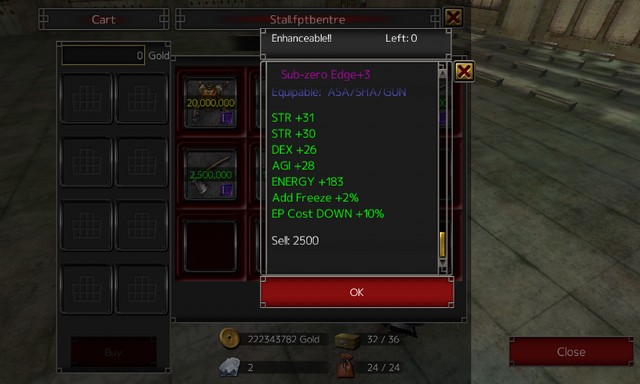 Cart
Stall:fptbentre
0 Gold
Enhanceable!! Left: 0
Sub-zero Edge+3
Equipable: ASA/SHA/GUN
STR +31
STR +30
DEX +26
AGI +28
ENERGY +183
Add Freeze +2%
EP Cost DOWN +10%
Sell: 2500
OK
20,000,000
2,500,000
Buy
222343782 Gold
32 / 36
2
24 / 24
Close